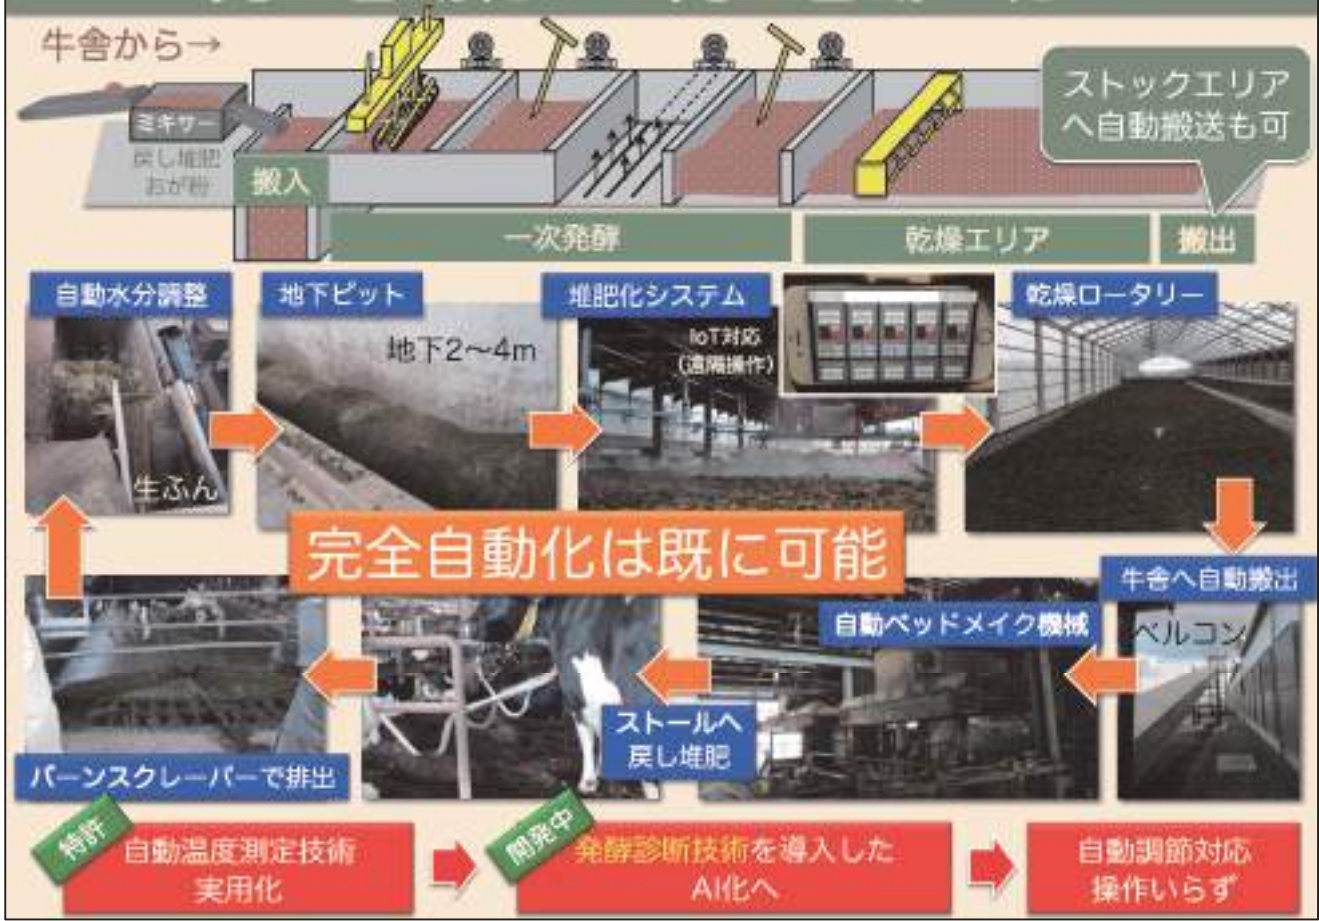 牛舎から→
ミキサー
戻し堆肥
おが粉
搬入
ストックエリア
へ自動搬送も可
一次発酵
乾燥エリア
搬出
自動水分調整
地下ピット
堆肥化システム
乾燥ロータリー
地下2〜4m
IoT対応
(遠隔操作)
生ふん
完全自動化は既に可能
牛舎へ自動搬出
自動ベッドメイク機械
ベルコン
ストールへ
戻し堆肥
バーンスクレーパーで排出
特許
自動温度測定技術
実用化
開発中
発酵診断技術を導入した
AI化へ
自動調節対応
操作いらず